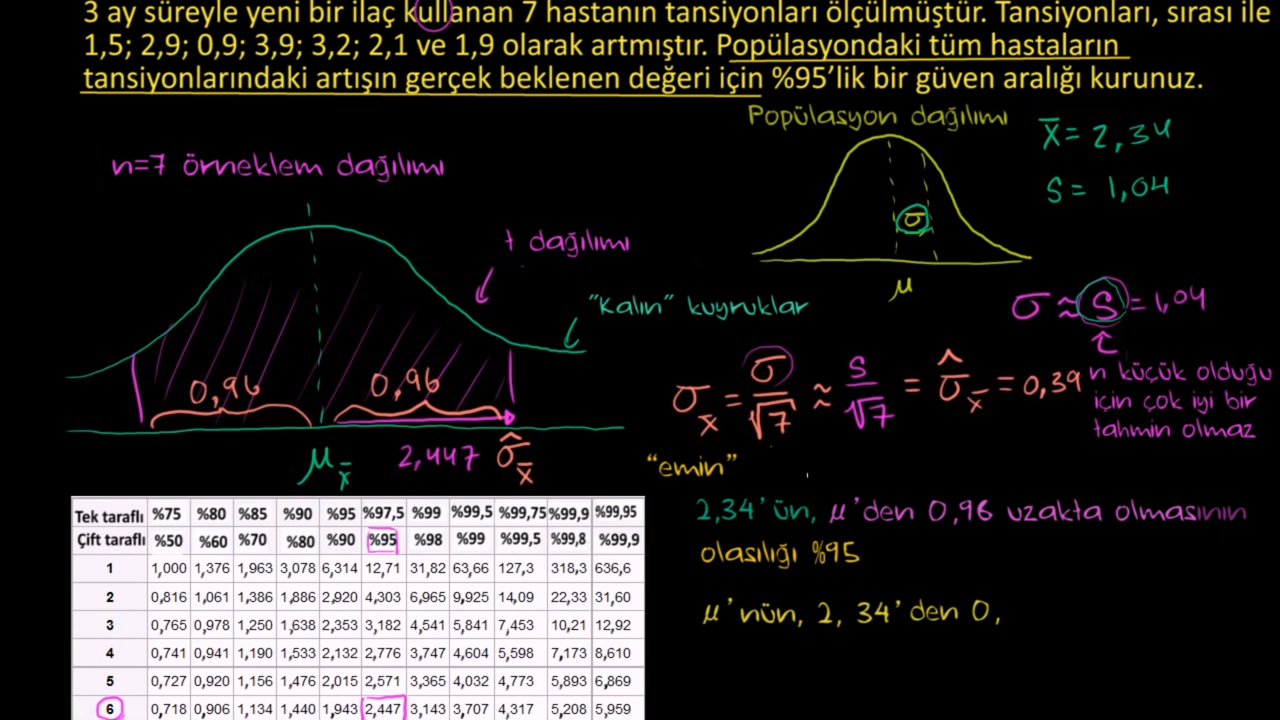 3 ay süreyle yeni bir ilaç kullanan 7 hastanın tansiyonları ölçülmüştür. Tansiyonları, sırası ile
1,5; 2,9; 0,9; 3,9; 3,2; 2,1 ve 1,9 olarak artmıştır. Popülasyondaki tüm hastaların
tansiyonlarındaki artışın gerçek beklenen değeri için %95’lik bir güven aralığı kurunuz.
Popülasyon dağılımı
x̄ = 2,34
S = 1,04
n=7 örneklem dağılımı
σ
μ
t dağılımı
"Kalın" kuyruklar
σ ≈ S = 1,04
n küçük olduğu
için çok iyi bir
tahmin olmaz
σx̄ = σ/√7 ≈ s/√7 = σ̂x̄ = 0,39
0,96 0,96
μx̄ 2,447 σ̂x̄
"emin"
2,34'ün, μ'den 0,96 uzakta olmasının
olasılığı %95
μ'nün, 2,34'den 0,
Tek taraflı %75 %80 %85 %90 %95 %97,5 %99 %99,5 %99,75 %99,9 %99,95
Çift taraflı %50 %60 %70 %80 %90 %95 %98 %99 %99,5 %99,8 %99,9
1 1,000 1,376 1,963 3,078 6,314 12,71 31,82 63,66 127,3 318,3 636,6
2 0,816 1,061 1,386 1,886 2,920 4,303 6,965 9,925 14,09 22,33 31,60
3 0,765 0,978 1,250 1,638 2,353 3,182 4,541 5,841 7,453 10,21 12,92
4 0,741 0,941 1,190 1,533 2,132 2,776 3,747 4,604 5,598 7,173 8,610
5 0,727 0,920 1,156 1,476 2,015 2,571 3,365 4,032 4,773 5,893 6,869
6 0,718 0,906 1,134 1,440 1,943 2,447 3,143 3,707 4,317 5,208 5,959